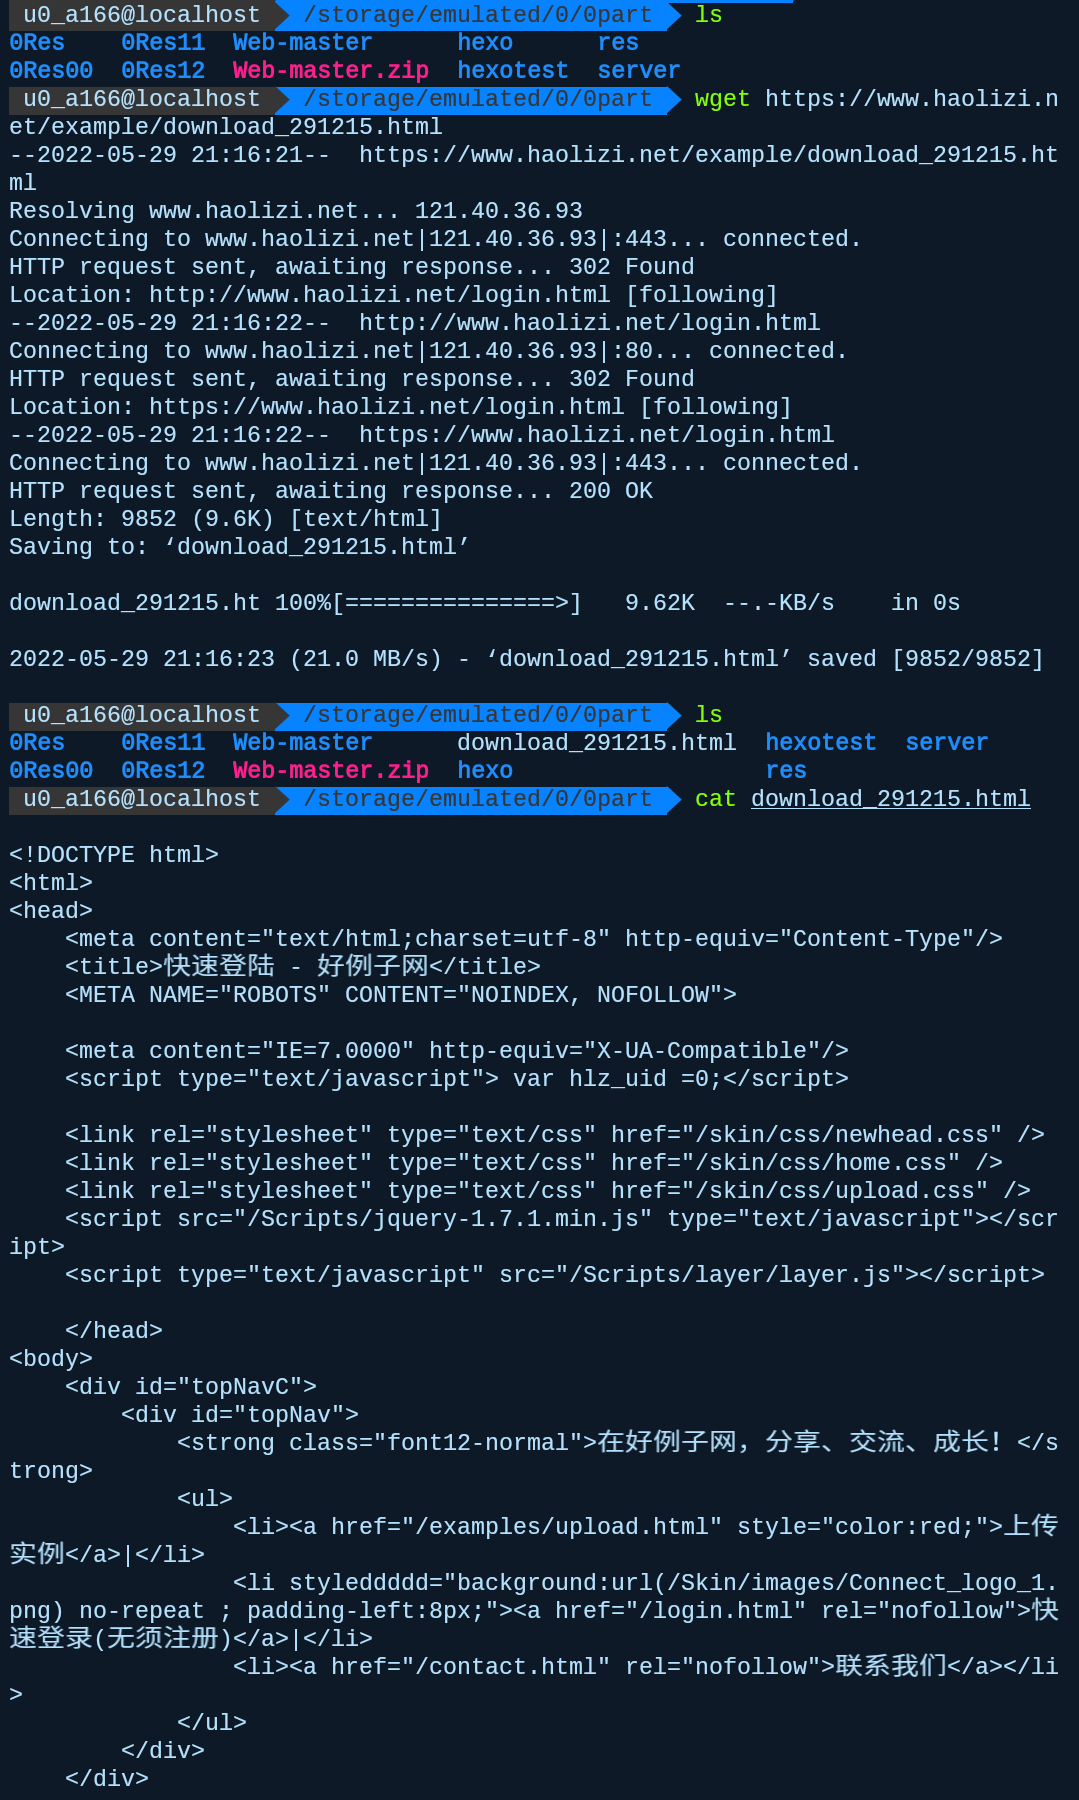 u0_a166@localhost /storage/emulated/0/0part ls
0Res    0Res11  Web-master      hexo      res
0Res00  0Res12  Web-master.zip  hexotest  server
u0_a166@localhost /storage/emulated/0/0part wget https://www.haolizi.n
et/example/download_291215.html
--2022-05-29 21:16:21--  https://www.haolizi.net/example/download_291215.ht
ml
Resolving www.haolizi.net... 121.40.36.93
Connecting to www.haolizi.net|121.40.36.93|:443... connected.
HTTP request sent, awaiting response... 302 Found
Location: http://www.haolizi.net/login.html [following]
--2022-05-29 21:16:22--  http://www.haolizi.net/login.html
Connecting to www.haolizi.net|121.40.36.93|:80... connected.
HTTP request sent, awaiting response... 302 Found
Location: https://www.haolizi.net/login.html [following]
--2022-05-29 21:16:22--  https://www.haolizi.net/login.html
Connecting to www.haolizi.net|121.40.36.93|:443... connected.
HTTP request sent, awaiting response... 200 OK
Length: 9852 (9.6K) [text/html]
Saving to: ‘download_291215.html’
download_291215.ht 100%[===============>]   9.62K  --.-KB/s    in 0s
2022-05-29 21:16:23 (21.0 MB/s) - ‘download_291215.html’ saved [9852/9852]
u0_a166@localhost /storage/emulated/0/0part ls
0Res    0Res11  Web-master      download_291215.html  hexotest  server
0Res00  0Res12  Web-master.zip  hexo                  res
u0_a166@localhost /storage/emulated/0/0part cat download_291215.html
<!DOCTYPE html>
<html>
<head>
    <meta content="text/html;charset=utf-8" http-equiv="Content-Type"/>
    <title>快速登陆 - 好例子网</title>
    <META NAME="ROBOTS" CONTENT="NOINDEX, NOFOLLOW">
    <meta content="IE=7.0000" http-equiv="X-UA-Compatible"/>
    <script type="text/javascript"> var hlz_uid =0;</script>
    <link rel="stylesheet" type="text/css" href="/skin/css/newhead.css" />
    <link rel="stylesheet" type="text/css" href="/skin/css/home.css" />
    <link rel="stylesheet" type="text/css" href="/skin/css/upload.css" />
    <script src="/Scripts/jquery-1.7.1.min.js" type="text/javascript"></scr
ipt>
    <script type="text/javascript" src="/Scripts/layer/layer.js"></script>
    </head>
<body>
    <div id="topNavC">
        <div id="topNav">
            <strong class="font12-normal">在好例子网，分享、交流、成长！</s
trong>
            <ul>
                <li><a href="/examples/upload.html" style="color:red;">上传
实例</a>|</li>
                <li styleddddd="background:url(/Skin/images/Connect_logo_1.
png) no-repeat ; padding-left:8px;"><a href="/login.html" rel="nofollow">快
速登录(无须注册)</a>|</li>
                <li><a href="/contact.html" rel="nofollow">联系我们</a></li
>
            </ul>
        </div>
    </div>